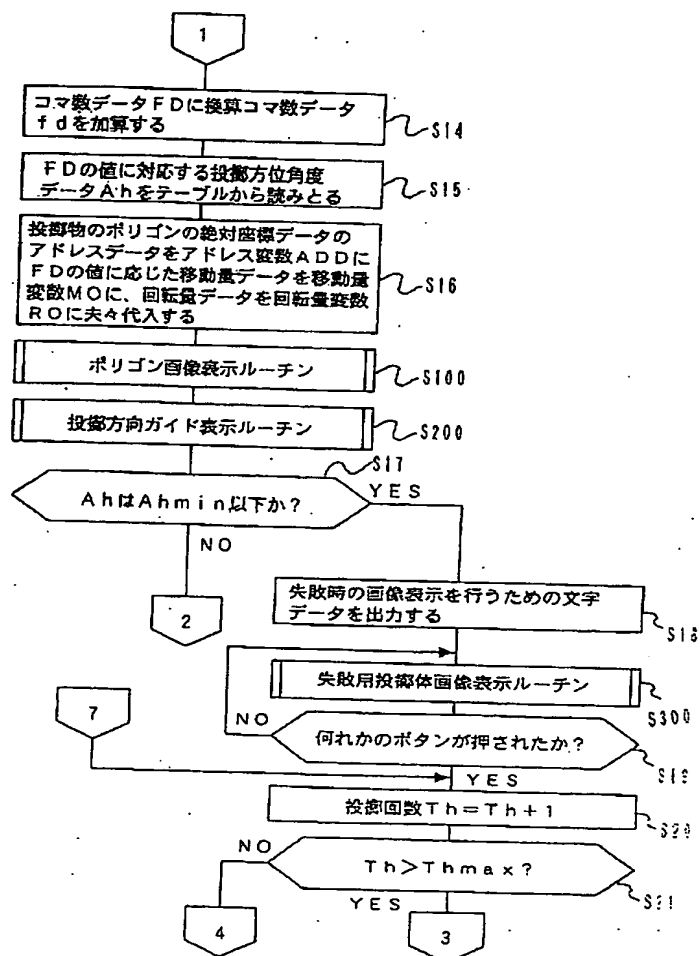 1
コマ数データFDに換算コマ数データ
fdを加算する
S14
FDの値に対応する投擲方位角度
データAhをテーブルから読みとる
S15
投擲物のポリゴンの絶対座標データの
アドレスデータをアドレス変数ADDに
FDの値に応じた移動量データを移動量
変数MOに、回転量データを回転量変数
ROに夫々代入する
S16
ポリゴン画像表示ルーチン
S100
投擲方向ガイド表示ルーチン
S200
S17
AhはAhmin以下か?
YES
NO
2
失敗時の画像表示を行うための文字
データを出力する
S18
失敗用投擲体画像表示ルーチン
S300
7
NO
何れかのボタンが押されたか?
S19
YES
投擲回数Th=Th+1
S20
NO
Th>Thmax?
S21
YES
4
3